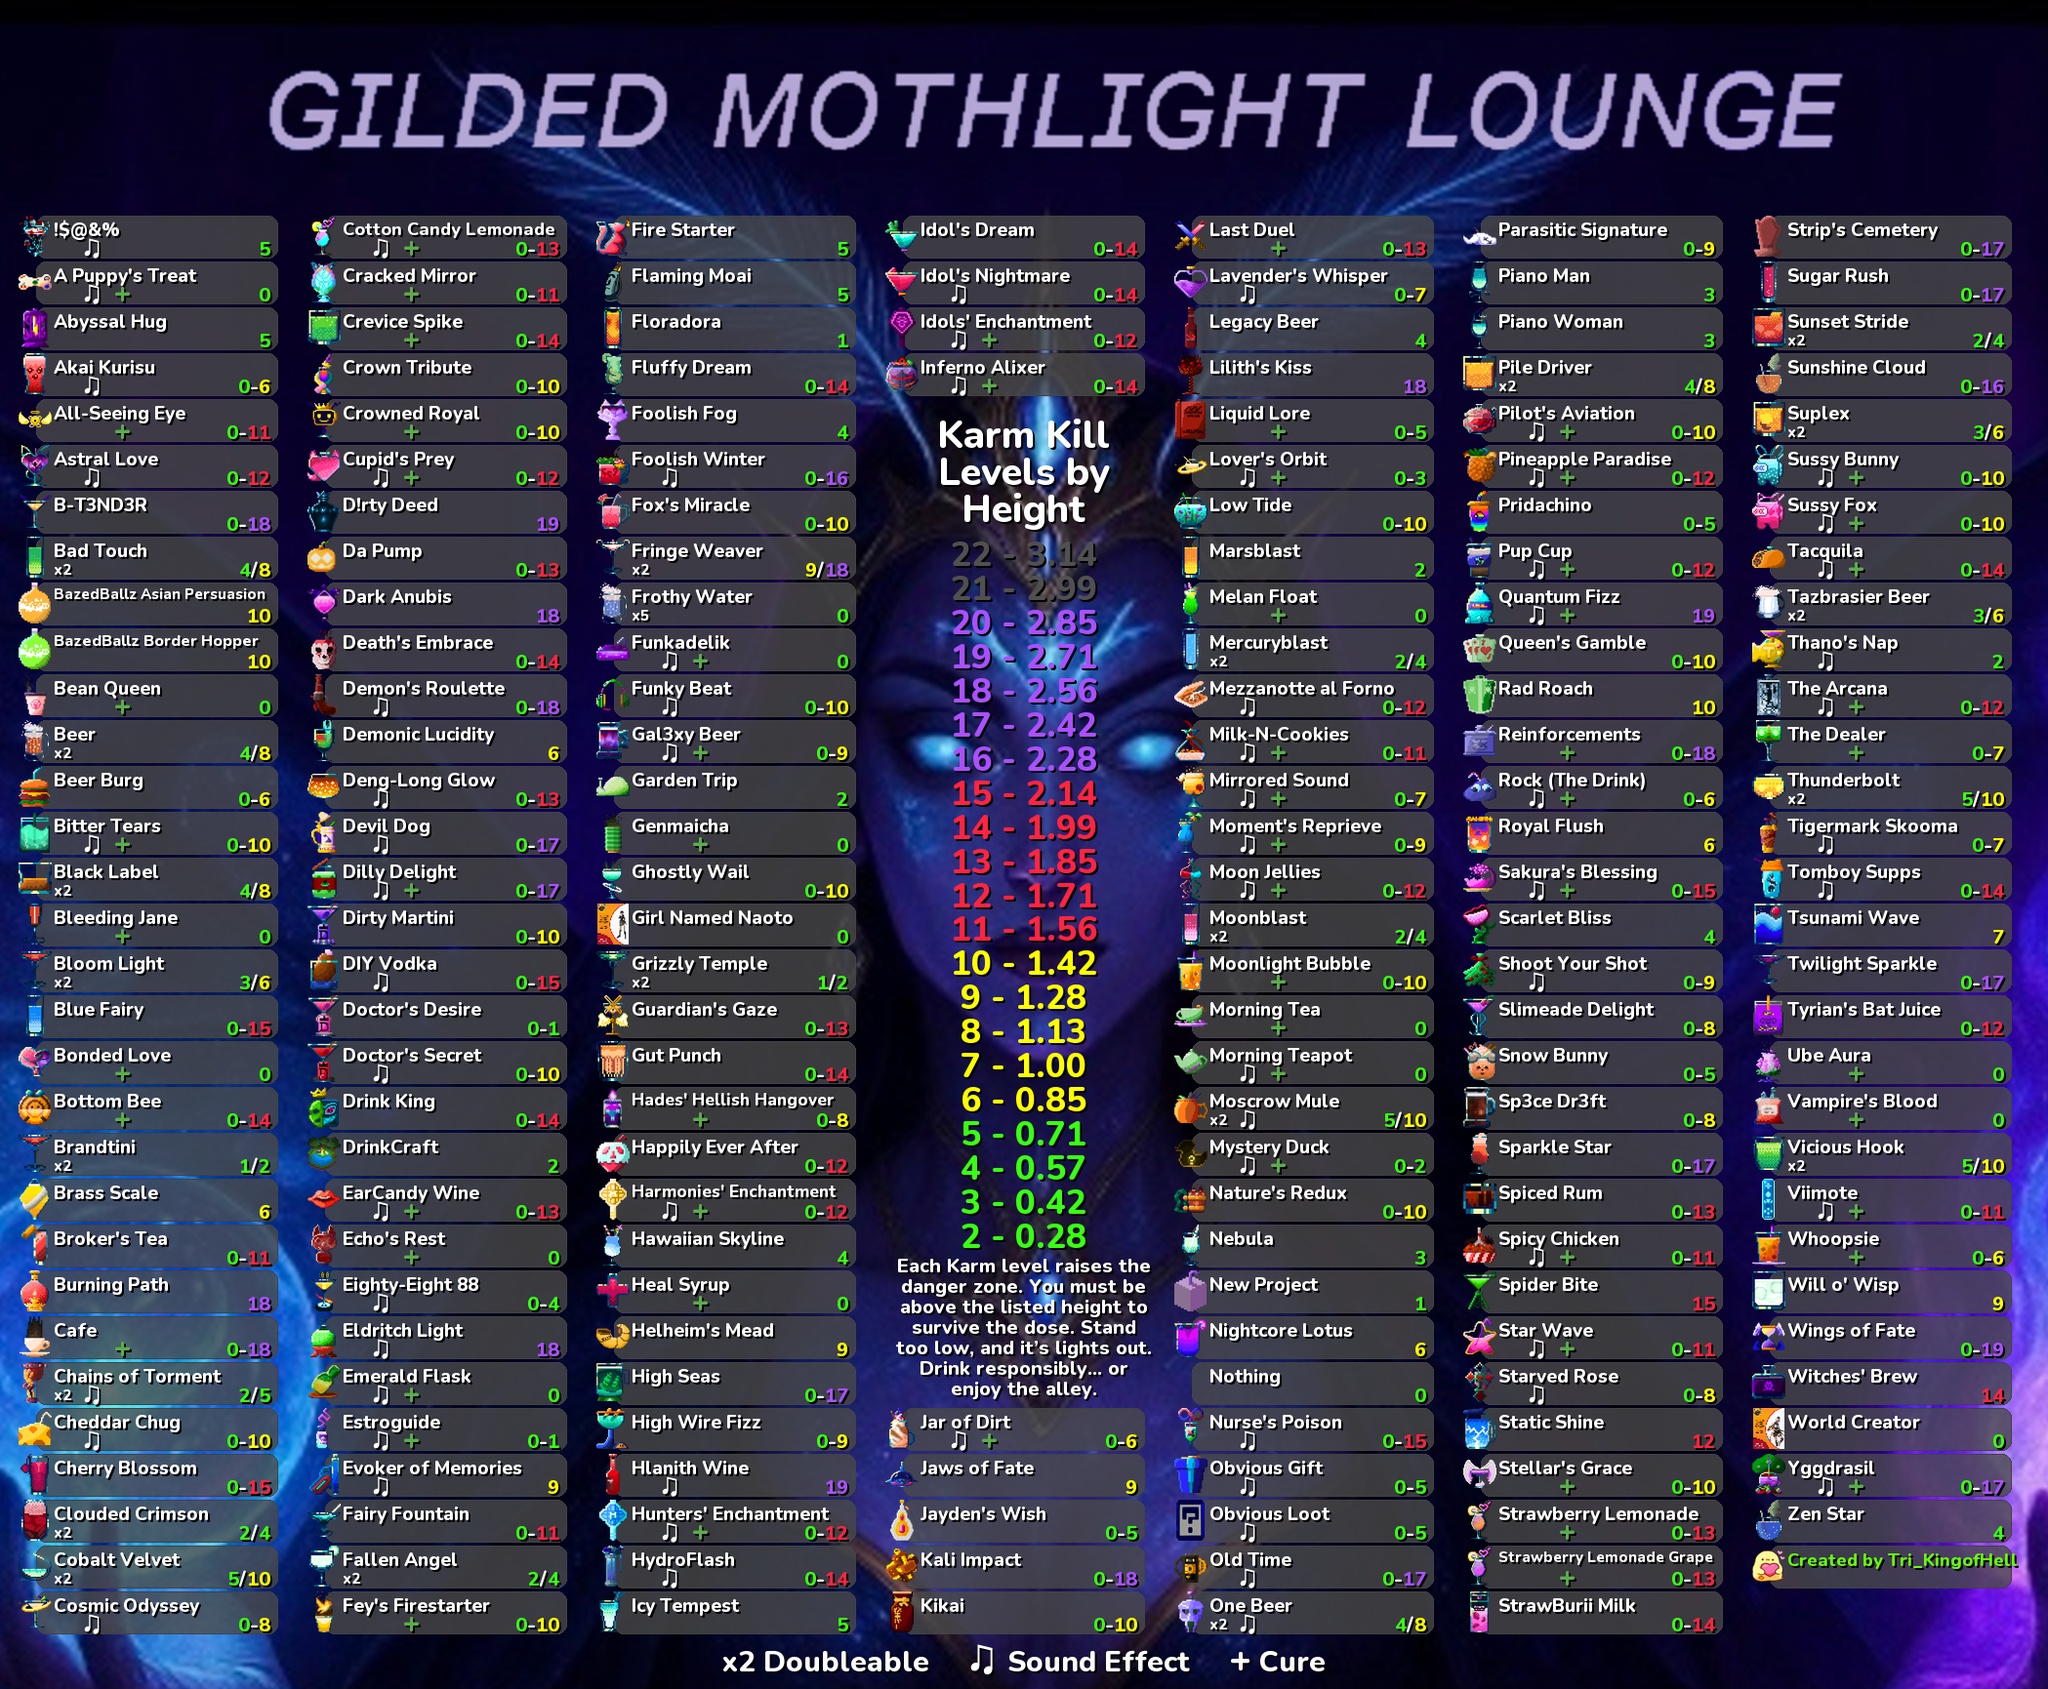 GILDED MOTHLIGHT LOUNGE
!$@&%
♫ 5
A Puppy's Treat
♫ + 0
Abyssal Hug
5
Akai Kurisu
♫ 0-6
All-Seeing Eye
+ 0-11
Astral Love
♫ 0-12
B-T3ND3R
0-18
Bad Touch
x2 4/8
BazedBallz Asian Persuasion
10
BazedBallz Border Hopper
10
Bean Queen
+ 0
Beer
x2 4/8
Beer Burg
0-6
Bitter Tears
♫ + 0-10
Black Label
x2 4/8
Bleeding Jane
+ 0
Bloom Light
x2 3/6
Blue Fairy
0-15
Bonded Love
+ 0
Bottom Bee
+ 0-14
Brandtini
x2 1/2
Brass Scale
6
Broker's Tea
0-11
Burning Path
18
Cafe
+ 0-18
Chains of Torment
x2 ♫ 2/5
Cheddar Chug
♫ 0-10
Cherry Blossom
0-15
Clouded Crimson
x2 2/4
Cobalt Velvet
x2 5/10
Cosmic Odyssey
♫ 0-8
Cotton Candy Lemonade
♫ + 0-13
Cracked Mirror
+ 0-11
Crevice Spike
+ 0-14
Crown Tribute
0-10
Crowned Royal
+ 0-10
Cupid's Prey
♫ + 0-12
D!rty Deed
19
Da Pump
0-13
Dark Anubis
18
Death's Embrace
0-14
Demon's Roulette
♫ 0-18
Demonic Lucidity
6
Deng-Long Glow
♫ 0-13
Devil Dog
♫ 0-17
Dilly Delight
♫ + 0-17
Dirty Martini
0-10
DIY Vodka
♫ 0-15
Doctor's Desire
0-1
Doctor's Secret
♫ 0-10
Drink King
0-14
DrinkCraft
2
EarCandy Wine
♫ + 0-13
Echo's Rest
+ 0
Eighty-Eight 88
♫ 0-4
Eldritch Light
♫ 18
Emerald Flask
♫ + 0
Estroguide
♫ + 0-1
Evoker of Memories
♫ 9
Fairy Fountain
0-11
Fallen Angel
x2 2/4
Fey's Firestarter
+ 0-10
Fire Starter
5
Flaming Moai
5
Floradora
1
Fluffy Dream
0-14
Foolish Fog
4
Foolish Winter
♫ 0-16
Fox's Miracle
0-10
Fringe Weaver
x2 9/18
Frothy Water
x5 0
Funkadelik
♫ + 0
Funky Beat
♫ 0-10
Gal3xy Beer
♫ + 0-9
Garden Trip
2
Genmaicha
+ 0
Ghostly Wail
0-10
Girl Named Naoto
0
Grizzly Temple
x2 1/2
Guardian's Gaze
0-13
Gut Punch
0-14
Hades' Hellish Hangover
+ 0-8
Happily Ever After
0-12
Harmonies' Enchantment
♫ + 0-12
Hawaiian Skyline
4
Heal Syrup
+ 0
Helheim's Mead
9
High Seas
0-17
High Wire Fizz
0-9
Hlanith Wine
19
Hunters' Enchantment
♫ + 0-12
HydroFlash
♫ 0-14
Icy Tempest
5
Idol's Dream
0-14
Idol's Nightmare
♫ 0-14
Idols' Enchantment
♫ + 0-12
Inferno Alixer
♫ + 0-14
Karm Kill
Levels by
Height
22 - 3.14
21 - 2.99
20 - 2.85
19 - 2.71
18 - 2.56
17 - 2.42
16 - 2.28
15 - 2.14
14 - 1.99
13 - 1.85
12 - 1.71
11 - 1.56
10 - 1.42
9 - 1.28
8 - 1.13
7 - 1.00
6 - 0.85
5 - 0.71
4 - 0.57
3 - 0.42
2 - 0.28
Each Karm level raises the
danger zone. You must be
above the listed height to
survive the dose. Stand
too low, and it's lights out.
Drink responsibly... or
enjoy the alley.
Jar of Dirt
♫ + 0-6
Jaws of Fate
9
Jayden's Wish
0-5
Kali Impact
0-18
Kikai
0-10
Last Duel
+ 0-13
Lavender's Whisper
♫ 0-7
Legacy Beer
4
Lilith's Kiss
18
Liquid Lore
+ 0-5
Lover's Orbit
♫ + 0-3
Low Tide
0-10
Marsblast
2
Melan Float
+ 0
Mercuryblast
x2 2/4
Mezzanotte al Forno
♫ 0-12
Milk-N-Cookies
♫ + 0-11
Mirrored Sound
♫ + 0-7
Moment's Reprieve
♫ + 0-9
Moon Jellies
♫ + 0-12
Moonblast
x2 2/4
Moonlight Bubble
+ 0-10
Morning Tea
+ 0
Morning Teapot
♫ + 0
Moscrow Mule
x2 ♫ 5/10
Mystery Duck
♫ + 0-2
Nature's Redux
0-10
Nebula
3
New Project
1
Nightcore Lotus
6
Nothing
0
Nurse's Poison
♫ 0-15
Obvious Gift
♫ 0-5
Obvious Loot
♫ 0-5
Old Time
♫ 0-17
One Beer
x2 ♫ 4/8
Parasitic Signature
0-9
Piano Man
3
Piano Woman
3
Pile Driver
x2 4/8
Pilot's Aviation
♫ + 0-10
Pineapple Paradise
♫ + 0-12
Pridachino
0-5
Pup Cup
♫ + 0-12
Quantum Fizz
♫ + 19
Queen's Gamble
0-10
Rad Roach
10
Reinforcements
+ 0-18
Rock (The Drink)
♫ + 0-6
Royal Flush
6
Sakura's Blessing
♫ + 0-15
Scarlet Bliss
4
Shoot Your Shot
♫ 0-9
Slimeade Delight
0-8
Snow Bunny
0-5
Sp3ce Dr3ft
0-8
Sparkle Star
0-17
Spiced Rum
0-13
Spicy Chicken
♫ + 0-11
Spider Bite
15
Star Wave
♫ + 0-11
Starved Rose
♫ 0-8
Static Shine
12
Stellar's Grace
+ 0-10
Strawberry Lemonade
+ 0-13
Strawberry Lemonade Grape
+ 0-13
StrawBurii Milk
0-14
Strip's Cemetery
0-17
Sugar Rush
0-17
Sunset Stride
x2 2/4
Sunshine Cloud
0-16
Suplex
x2 3/6
Sussy Bunny
♫ + 0-10
Sussy Fox
♫ + 0-10
Tacquila
♫ + 0-14
Tazbrasier Beer
x2 3/6
Thano's Nap
♫ 2
The Arcana
♫ + 0-12
The Dealer
+ 0-7
Thunderbolt
x2 5/10
Tigermark Skooma
♫ 0-7
Tomboy Supps
♫ 0-14
Tsunami Wave
7
Twilight Sparkle
0-17
Tyrian's Bat Juice
0-12
Ube Aura
+ 0
Vampire's Blood
+ 0
Vicious Hook
x2 5/10
Viimote
♫ + 0-11
Whoopsie
+ 0-6
Will o' Wisp
9
Wings of Fate
0-19
Witches' Brew
14
World Creator
0
Yggdrasil
♫ + 0-17
Zen Star
4
Created by Tri_KingofHell
x2 Doubleable ♫ Sound Effect + Cure